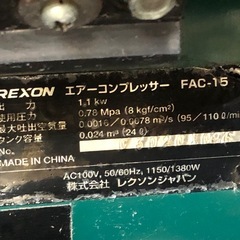 REXON エアーコンプレッサー FAC-15
出 力 1.1 kw
使用圧力 0.78 Mpa (8 kgf/cm²)
最大吐出空気量 0.0016/ 0.0078 m³/s (95 / 110 ℓ/mi
タンク容量 0.024 m³ (24 ℓ)
MADE IN CHINA
AC100V, 50/60Hz, 1150/1380W
株式会社 レクソンジャパン